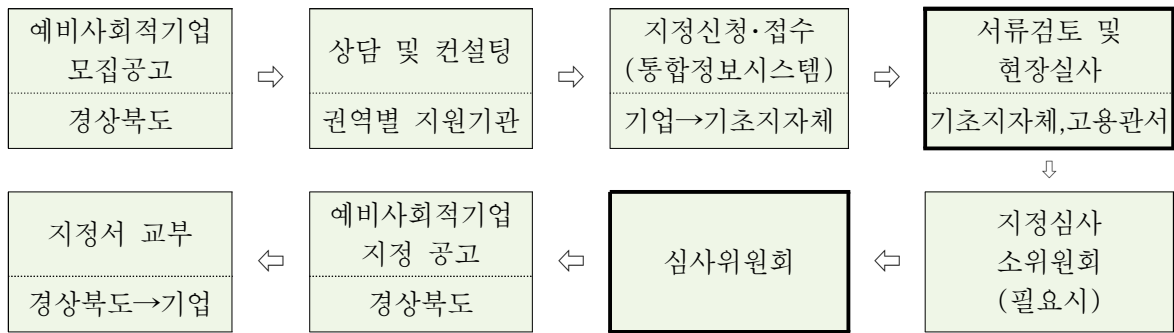 예비사회적기업
모집공고
경상북도
⇨
상담 및 컨설팅
권역별 지원기관
⇨
지정신청·접수
(통합정보시스템)
기업→기초지자체
⇨
서류검토 및
현장실사
기초지자체,고용관서
⇩
지정심사
소위원회
(필요시)
⇦
심사위원회
⇦
예비사회적기업
지정 공고
경상북도
⇦
지정서 교부
경상북도→기업